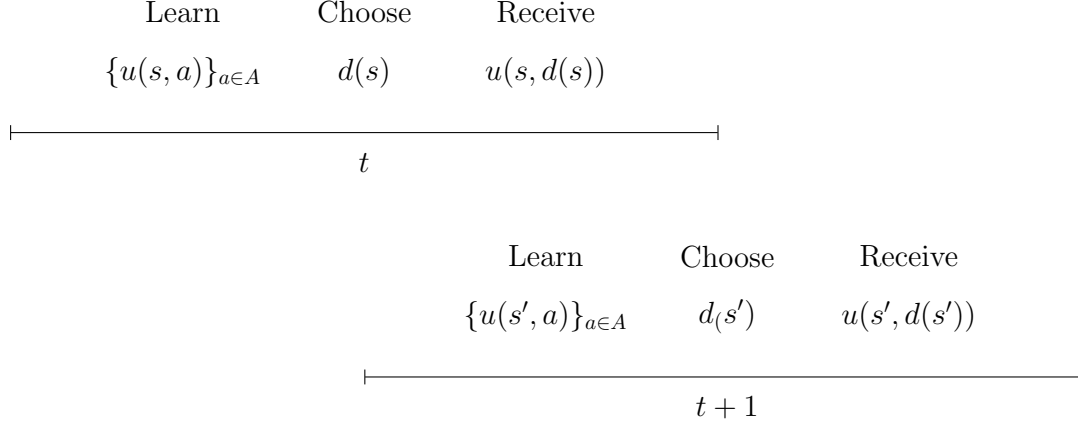 Learn Choose Receive
{u(s, a)}_{a∈A} d(s) u(s, d(s))
t
Learn Choose Receive
{u(s′, a)}_{a∈A} d_(s′) u(s′, d(s′))
t + 1